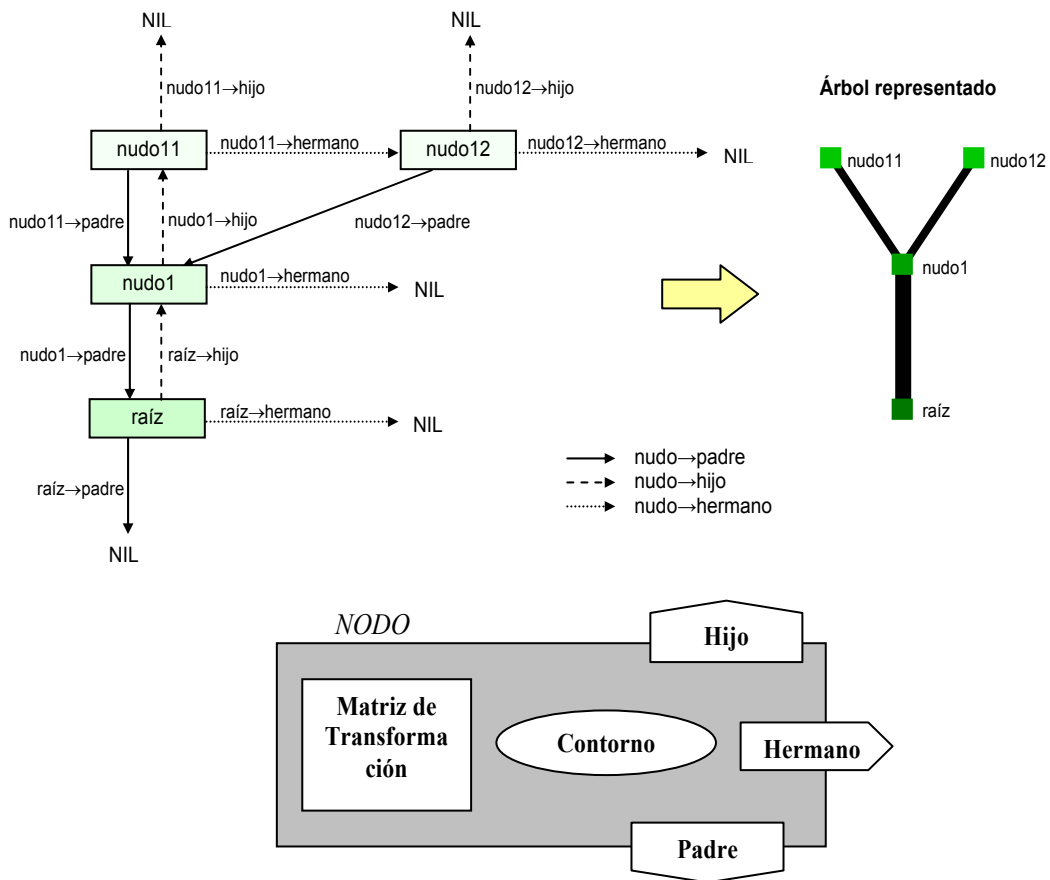 NIL
NIL
nudo11→hijo
nudo12→hijo
Árbol representado
nudo11
nudo11→hermano
nudo12
nudo12→hermano
NIL
nudo11
nudo12
nudo11→padre
nudo1→hijo
nudo12→padre
nudo1
nudo1→hermano
NIL
nudo1
nudo1→padre
raíz→hijo
raíz
raíz→hermano
NIL
raíz
nudo→padre
nudo→hijo
nudo→hermano
raíz→padre
NIL
NODO
Hijo
Matriz de
Transforma
ción
Contorno
Hermano
Padre